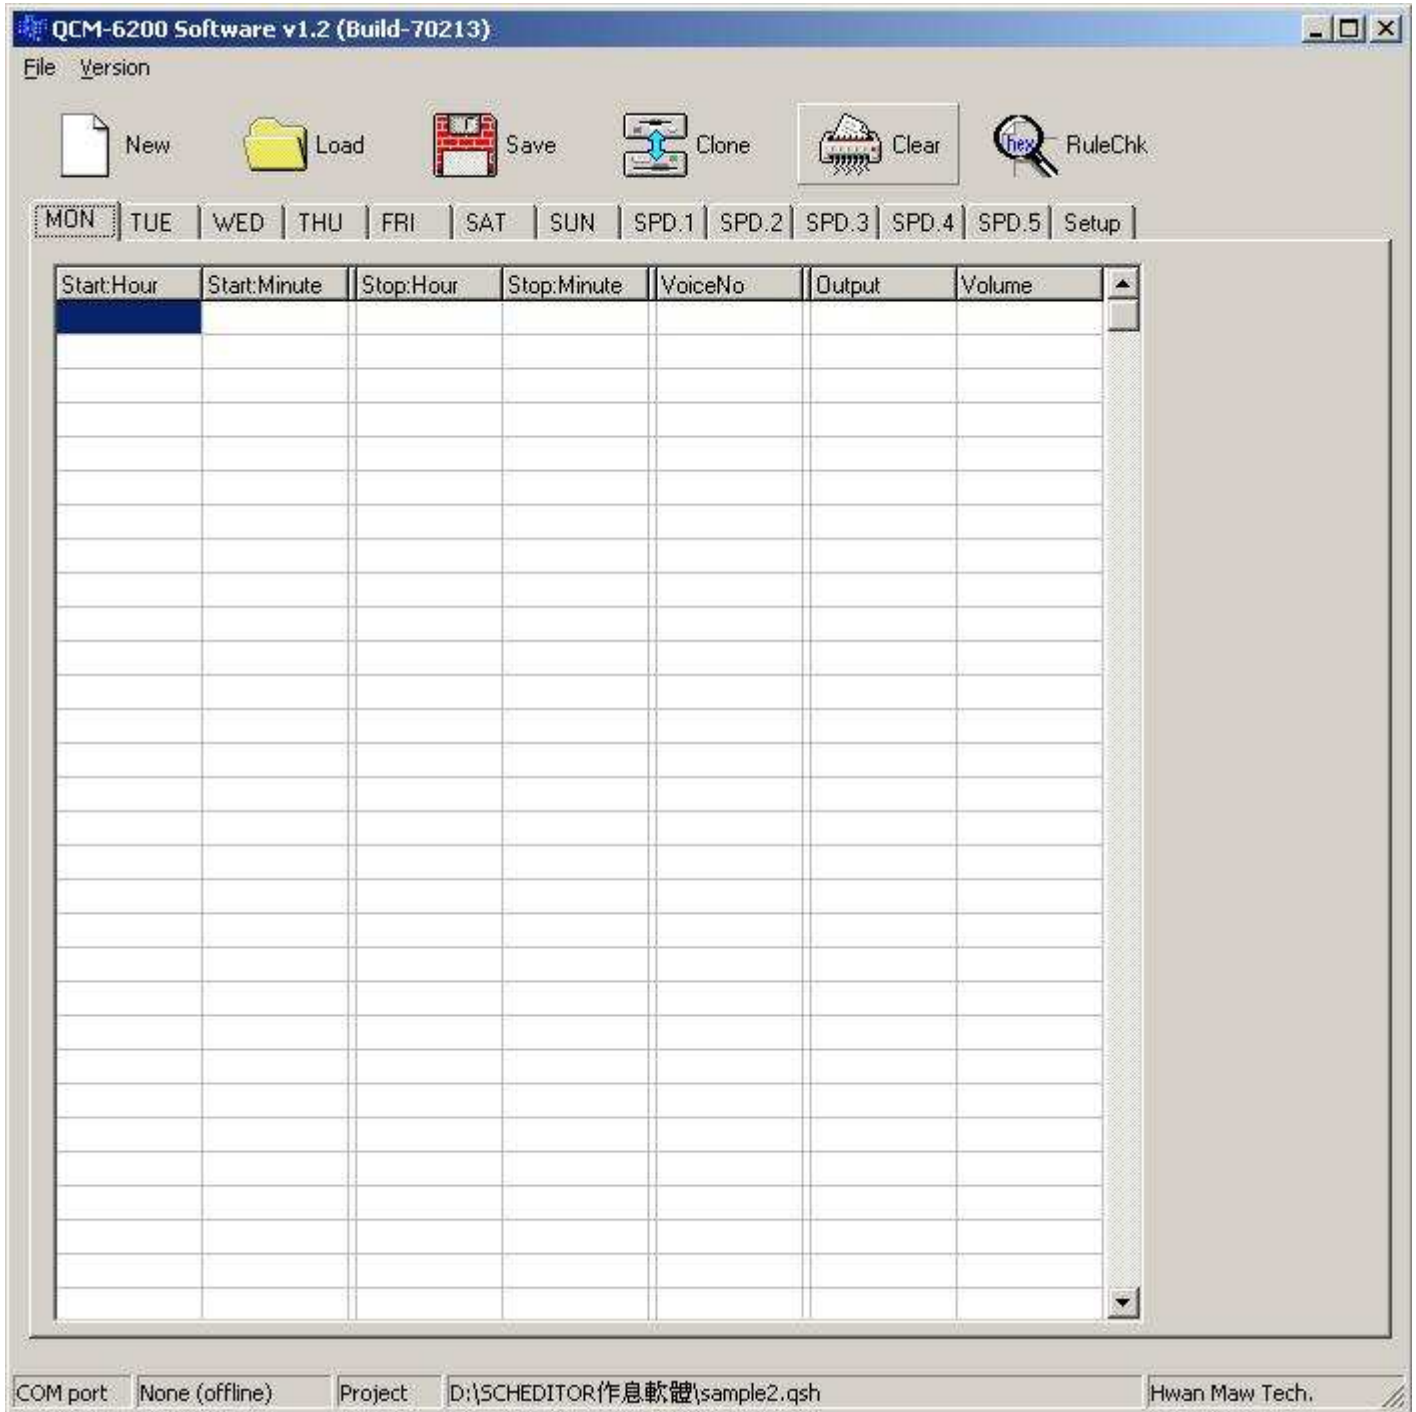 QCM-6200 Software v1.2 (Build-70213)
File Version
New Load Save Clone Clear hex RuleChk
MON TUE WED THU FRI SAT SUN SPD.1 SPD.2 SPD.3 SPD.4 SPD.5 Setup
Start:Hour Start:Minute Stop:Hour Stop:Minute VoiceNo Output Volume
COM port None (offline) Project D:\SCHEDITOR作息軟體\sample2.qsh Hwan Maw Tech.